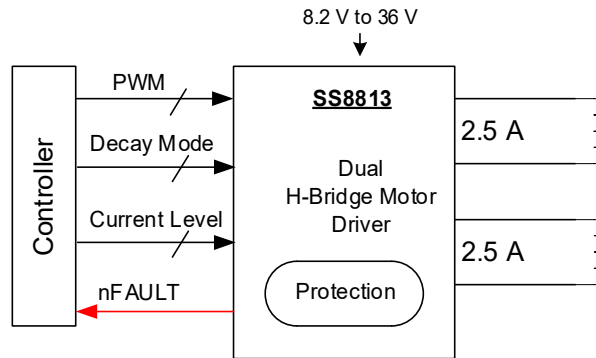 8.2 V to 36 V
Controller
PWM
Decay Mode
Current Level
nFAULT
SS8813
Dual
H-Bridge Motor
Driver
Protection
2.5 A
2.5 A